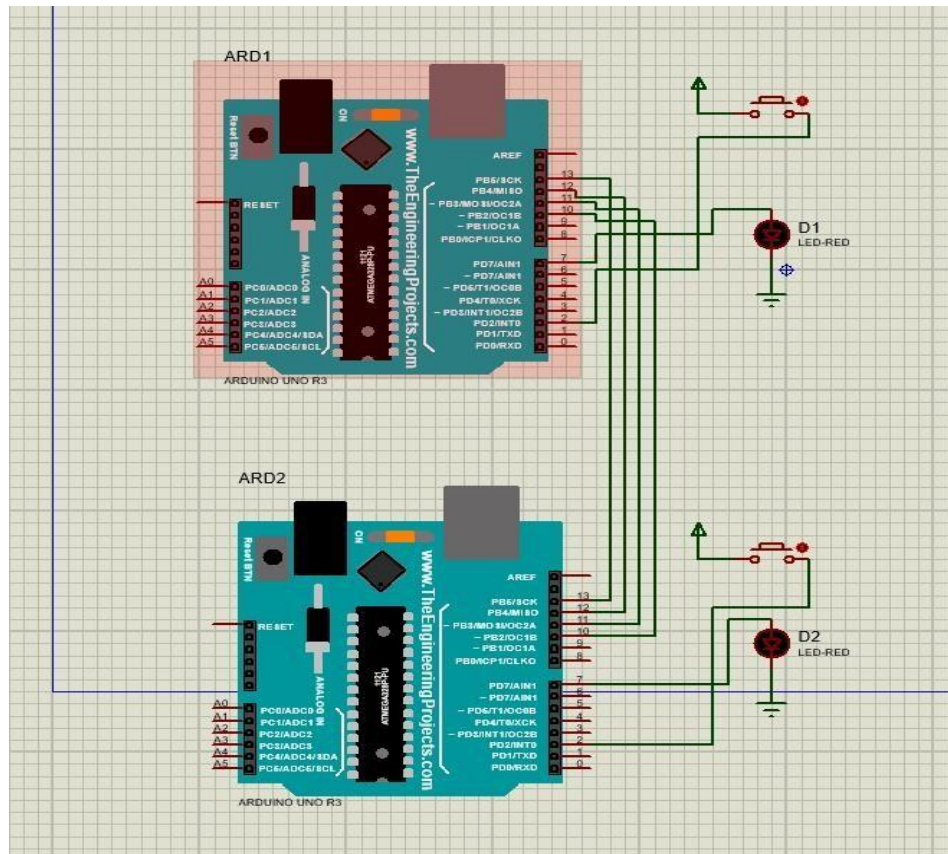 ARD1
Reset BTN
ON
www.TheEngineeringProjects.com
AREF
13
PB5/SCK
12
PB4/MISO
11
~ PB3/MOSI/OC2A
10
~ PB2/OC1B
9
~ PB1/OC1A
8
PB0/ICP1/CLKO
RESET
ANALOG IN
ATMEGA328P-PU
1121
7
PD7/AIN1
6
~ PD7/AIN1
5
~ PD5/T1/OC0B
4
PD4/T0/XCK
3
~ PD3/INT1/OC2B
2
PD2/INT0
1
PD1/TXD
0
PD0/RXD
A0
PC0/ADC0
A1
PC1/ADC1
A2
PC2/ADC2
A3
PC3/ADC3
A4
PC4/ADC4/SDA
A5
PC5/ADC5/SCL
ARDUINO UNO R3
D1
LED-RED
ARD2
Reset BTN
ON
www.TheEngineeringProjects.com
AREF
13
PB5/SCK
12
PB4/MISO
11
~ PB3/MOSI/OC2A
10
~ PB2/OC1B
9
~ PB1/OC1A
8
PB0/ICP1/CLKO
RESET
ANALOG IN
ATMEGA328P-PU
1121
7
PD7/AIN1
6
~ PD7/AIN1
5
~ PD5/T1/OC0B
4
PD4/T0/XCK
3
~ PD3/INT1/OC2B
2
PD2/INT0
1
PD1/TXD
0
PD0/RXD
A0
PC0/ADC0
A1
PC1/ADC1
A2
PC2/ADC2
A3
PC3/ADC3
A4
PC4/ADC4/SDA
A5
PC5/ADC5/SCL
ARDUINO UNO R3
D2
LED-RED